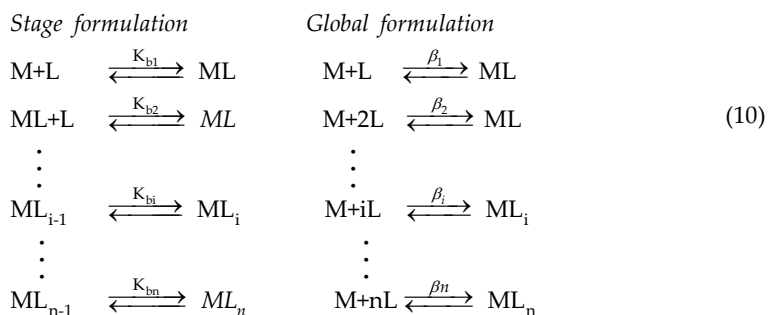 Stage formulation Global formulation
M+L K_b1 ⇌ ML M+L β_1 ⇌ ML
ML+L K_b2 ⇌ ML M+2L β_2 ⇌ ML (10)
⋮ ⋮
ML_i-1 K_bi ⇌ ML_i M+iL β_i ⇌ ML_i
⋮ ⋮
ML_n-1 K_bn ⇌ ML_n M+nL βn ⇌ ML_n